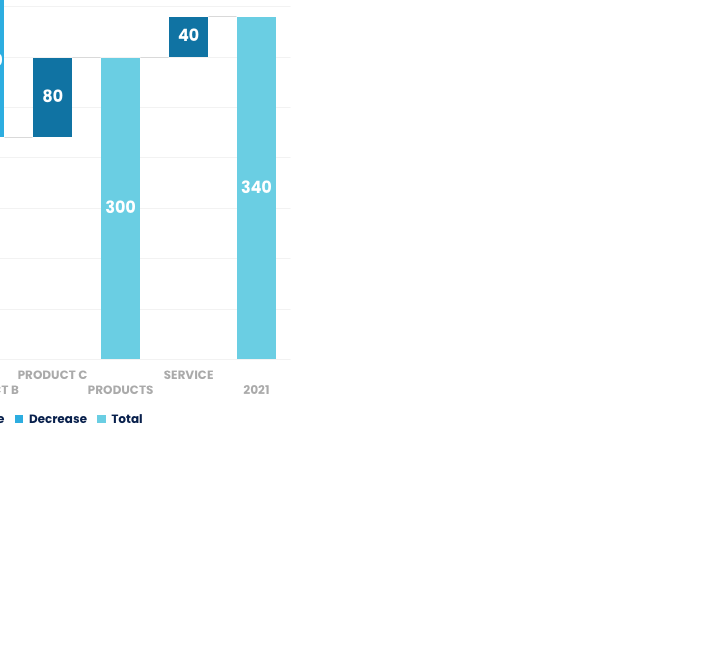 40
80
340
300
PRODUCT C
SERVICE
PRODUCTS
2021
Decrease
Total